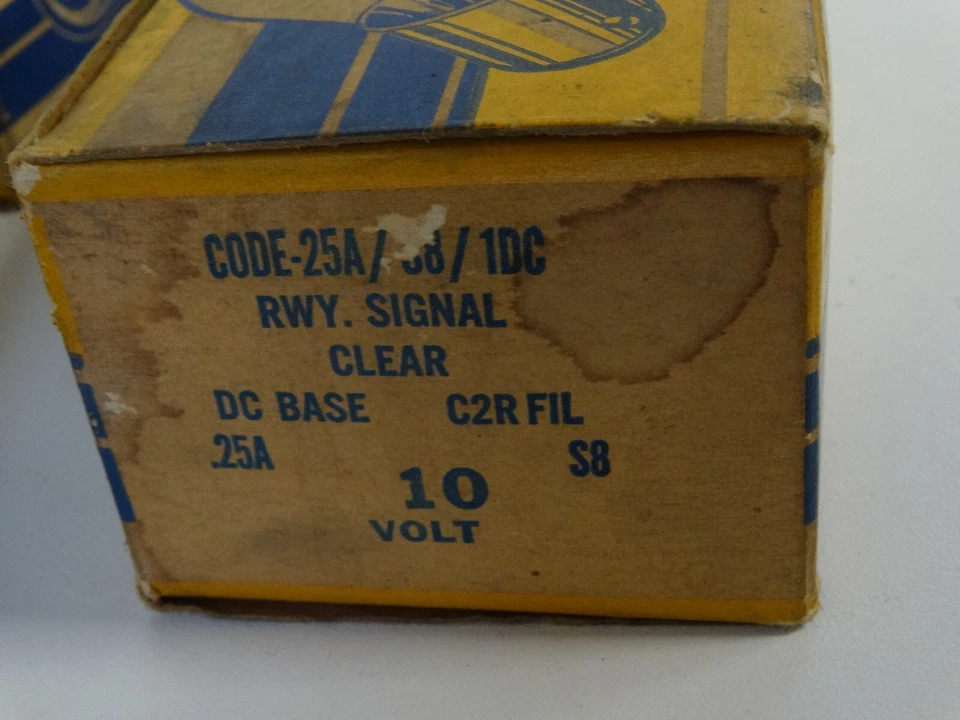 CODE-25A/ 8/1DC
RWY. SIGNAL
CLEAR
DC BASE C2R FIL
.25A S8
10
VOLT